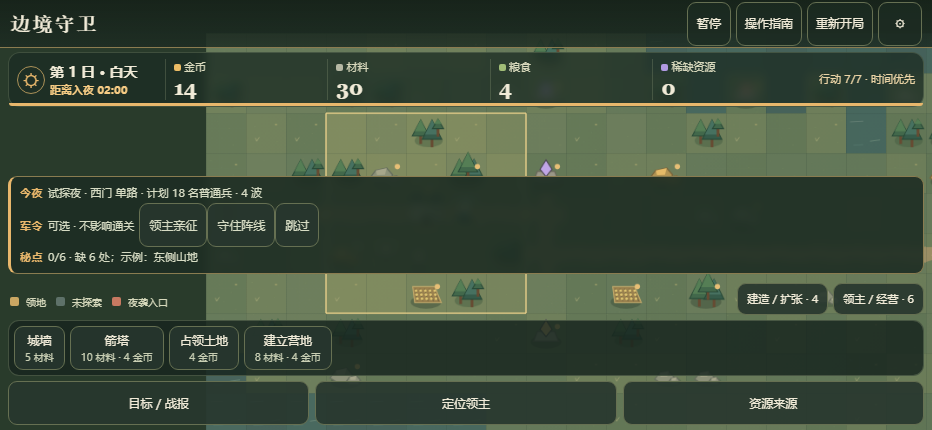 边境守卫
暂停 操作指南 重新开局
第 1 日 · 白天
距离入夜 02:00
金币
14
材料
30
粮食
4
稀缺资源
0
行动 7/7 · 时间优先
今夜 试探夜 · 西门 单路 · 计划 18 名普通兵 · 4 波
军令 可选 · 不影响通关 领主亲征 守住阵线 跳过
秘点 0/6 · 缺 6 处；示例：东侧山地
领地 未探索 夜袭入口
建造 / 扩张 · 4 领主 / 经营 · 6
城墙
5 材料
箭塔
10 材料 · 4 金币
占领土地
4 金币
建立营地
8 材料 · 4 金币
目标 / 战报 定位领主 资源来源